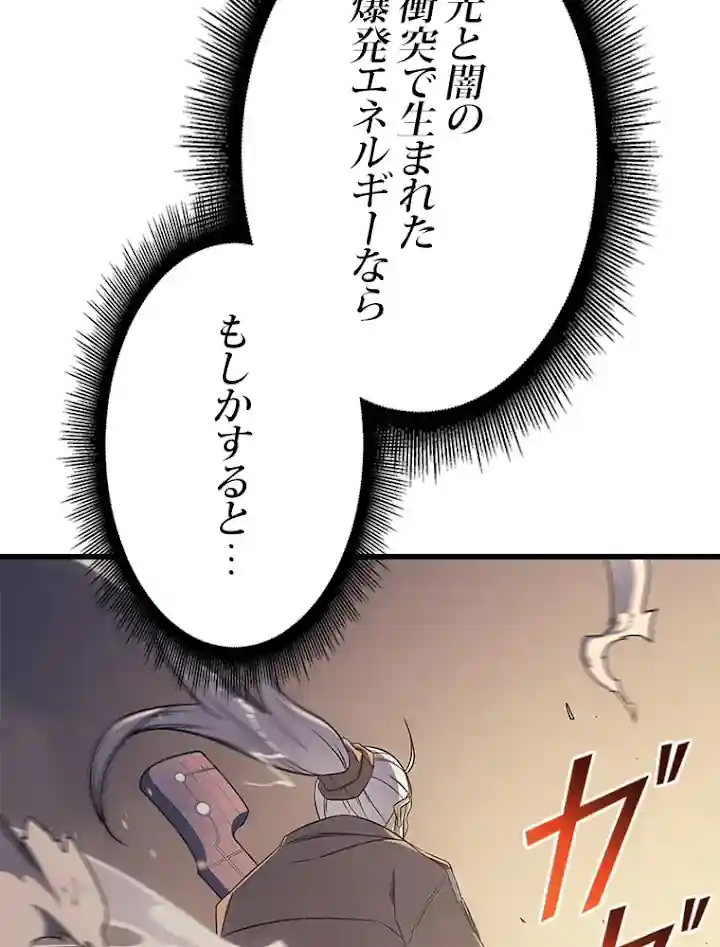 光と闇の
衝突で生まれた
爆発エネルギーなら
もしかすると…
ガガ